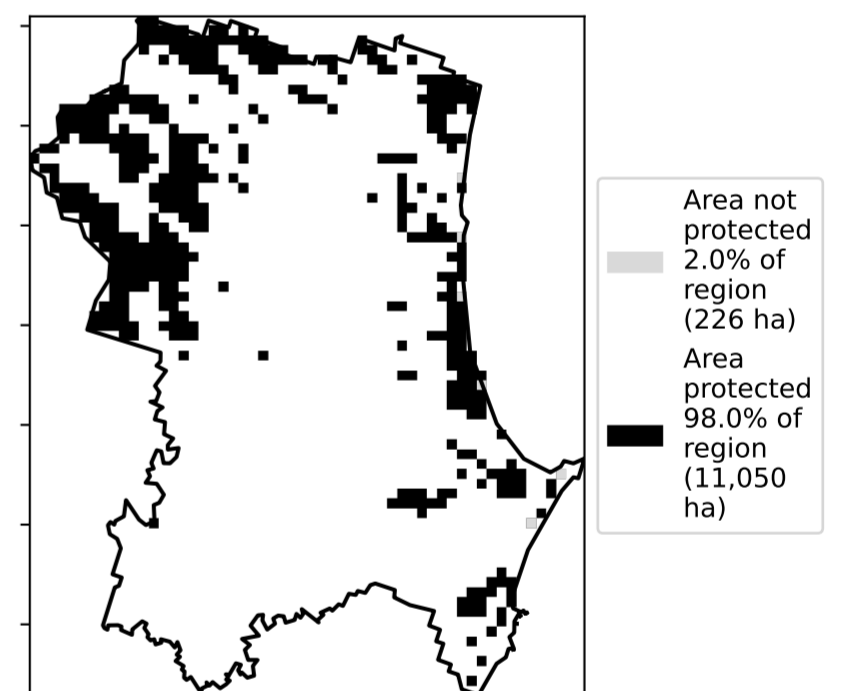 Area not
protected
2.0% of
region
(226 ha)
Area
protected
98.0% of
region
(11,050
ha)